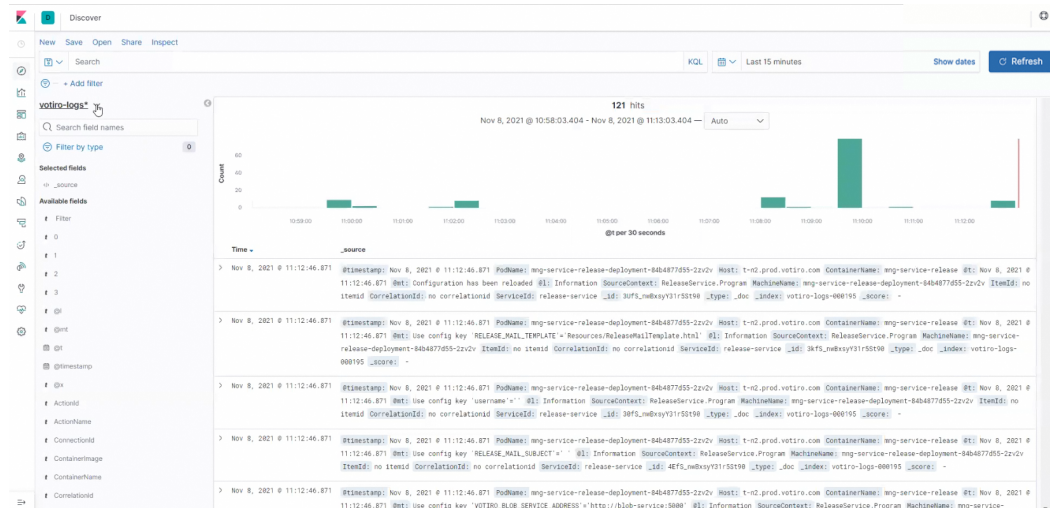 D Discover
New Save Open Share Inspect
Search KQL Last 15 minutes Show dates Refresh
+ Add filter
votiro-logs*
Search field names
Filter by type 0
Selected fields
</> _source
Available fields
t Filter
t 0
t 1
t 2
t 3
t @l
t @mt
@t
@timestamp
t @x
t ActionId
t ActionName
t ConnectionId
t ContainerImage
t ContainerName
t CorrelationId
121 hits
Nov 8, 2021 @ 10:58:03.404 - Nov 8, 2021 @ 11:13:03.404 — Auto
Count
60
40
20
0
10:59:00 11:00:00 11:01:00 11:02:00 11:03:00 11:04:00 11:05:00 11:06:00 11:07:00 11:08:00 11:09:00 11:10:00 11:11:00 11:12:00
@t per 30 seconds
Time _source
Nov 8, 2021 @ 11:12:46.871 @timestamp: Nov 8, 2021 @ 11:12:46.871 PodName: mng-service-release-deployment-84b4877d55-2zv2v Host: t-n2.prod.votiro.com ContainerName: mng-service-release @t: Nov 8, 2021 @
11:12:46.871 @mt: Configuration has been reloaded @l: Information SourceContext: ReleaseService.Program MachineName: mng-service-release-deployment-84b4877d55-2zv2v ItemId: no
itemid CorrelationId: no correlationid ServiceId: release-service _id: _type: _doc _index: votiro-logs-000195 _score: -
Nov 8, 2021 @ 11:12:46.871 @timestamp: Nov 8, 2021 @ 11:12:46.871 PodName: mng-service-release-deployment-84b4877d55-2zv2v Host: t-n2.prod.votiro.com ContainerName: mng-service-release @t: Nov 8, 2021 @
11:12:46.871 @mt: Use config key 'RELEASE_MAIL_TEMPLATE'='Resources/ReleaseMailTemplate.html' @l: Information SourceContext: ReleaseService.Program MachineName: mng-service-
release-deployment-84b4877d55-2zv2v ItemId: no itemid CorrelationId: no correlationid ServiceId: release-service _id: _type: _doc _index: votiro-logs-
000195 _score: -
Nov 8, 2021 @ 11:12:46.871 @timestamp: Nov 8, 2021 @ 11:12:46.871 PodName: mng-service-release-deployment-84b4877d55-2zv2v Host: t-n2.prod.votiro.com ContainerName: mng-service-release @t: Nov 8, 2021 @
11:12:46.871 @mt: Use config key 'username'='' @l: Information SourceContext: ReleaseService.Program MachineName: mng-service-release-deployment-84b4877d55-2zv2v ItemId: no
itemid CorrelationId: no correlationid ServiceId: release-service _id: _type: _doc _index: votiro-logs-000195 _score: -
Nov 8, 2021 @ 11:12:46.871 @timestamp: Nov 8, 2021 @ 11:12:46.871 PodName: mng-service-release-deployment-84b4877d55-2zv2v Host: t-n2.prod.votiro.com ContainerName: mng-service-release @t: Nov 8, 2021 @
11:12:46.871 @mt: Use config key 'RELEASE_MAIL_SUBJECT'=' ' @l: Information SourceContext: ReleaseService.Program MachineName: mng-service-release-deployment-84b4877d55-2zv2v
ItemId: no itemid CorrelationId: no correlationid ServiceId: release-service _id: _type: _doc _index: votiro-logs-000195 _score: -
Nov 8, 2021 @ 11:12:46.871 @timestamp: Nov 8, 2021 @ 11:12:46.871 PodName: mng-service-release-deployment-84b4877d55-2zv2v Host: t-n2.prod.votiro.com ContainerName: mng-service-release @t: Nov 8, 2021 @
11:12:46.871 @mt: Use config key 'VOTIRO_BLOB_SERVICE_ADDRESS'='http://blob-service:5000' @l: Information SourceContext: ReleaseService.Program MachineName: mng-service-